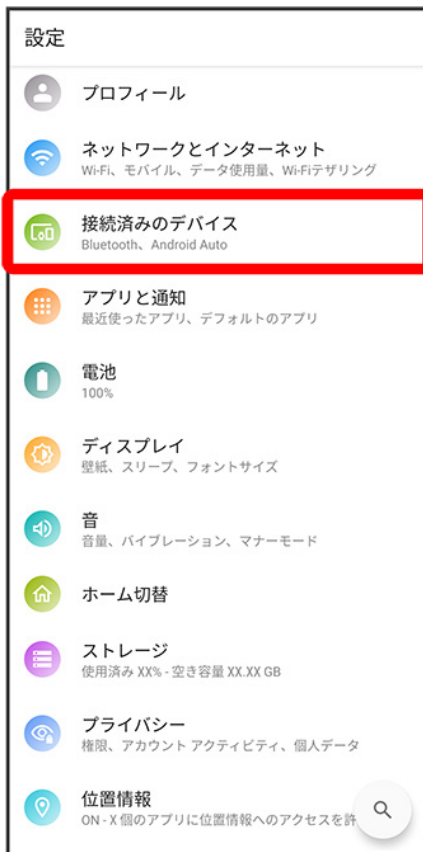 設定
プロフィール
ネットワークとインターネット
Wi-Fi、モバイル、データ使用量、Wi-Fiテザリング
接続済みのデバイス
Bluetooth、Android Auto
アプリと通知
最近使ったアプリ、デフォルトのアプリ
電池
100%
ディスプレイ
壁紙、スリープ、フォントサイズ
音
音量、バイブレーション、マナーモード
ホーム切替
ストレージ
使用済み XX% - 空き容量 XX.XX GB
プライバシー
権限、アカウント アクティビティ、個人データ
位置情報
ON - X 個のアプリに位置情報へのアクセスを許